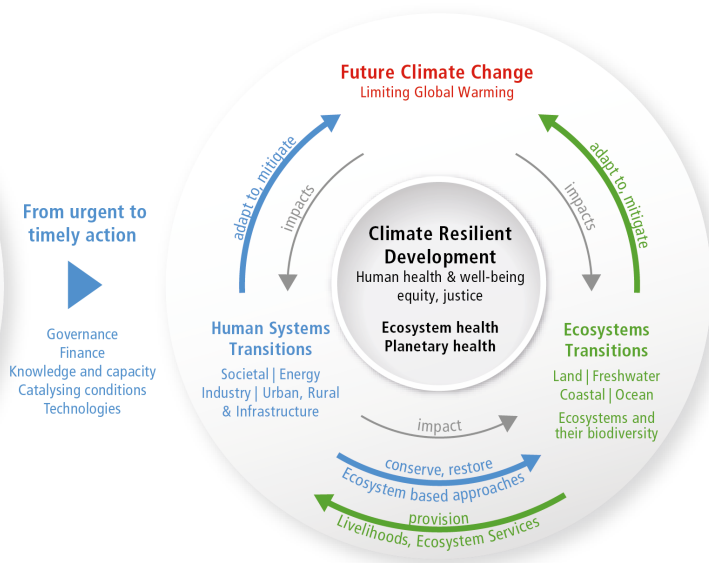 Future Climate Change
Limiting Global Warming
adapt to, mitigate
impacts
impacts
adapt to, mitigate
From urgent to
timely action
Governance
Finance
Knowledge and capacity
Catalysing conditions
Technologies
Climate Resilient
Development
Human health & well-being
equity, justice
Ecosystem health
Planetary health
Human Systems
Transitions
Societal | Energy
Industry | Urban, Rural
& Infrastructure
Ecosystems
Transitions
Land | Freshwater
Coastal | Ocean
Ecosystems and
their biodiversity
impact
conserve, restore
Ecosystem based approaches
provision
Livelihoods, Ecosystem Services